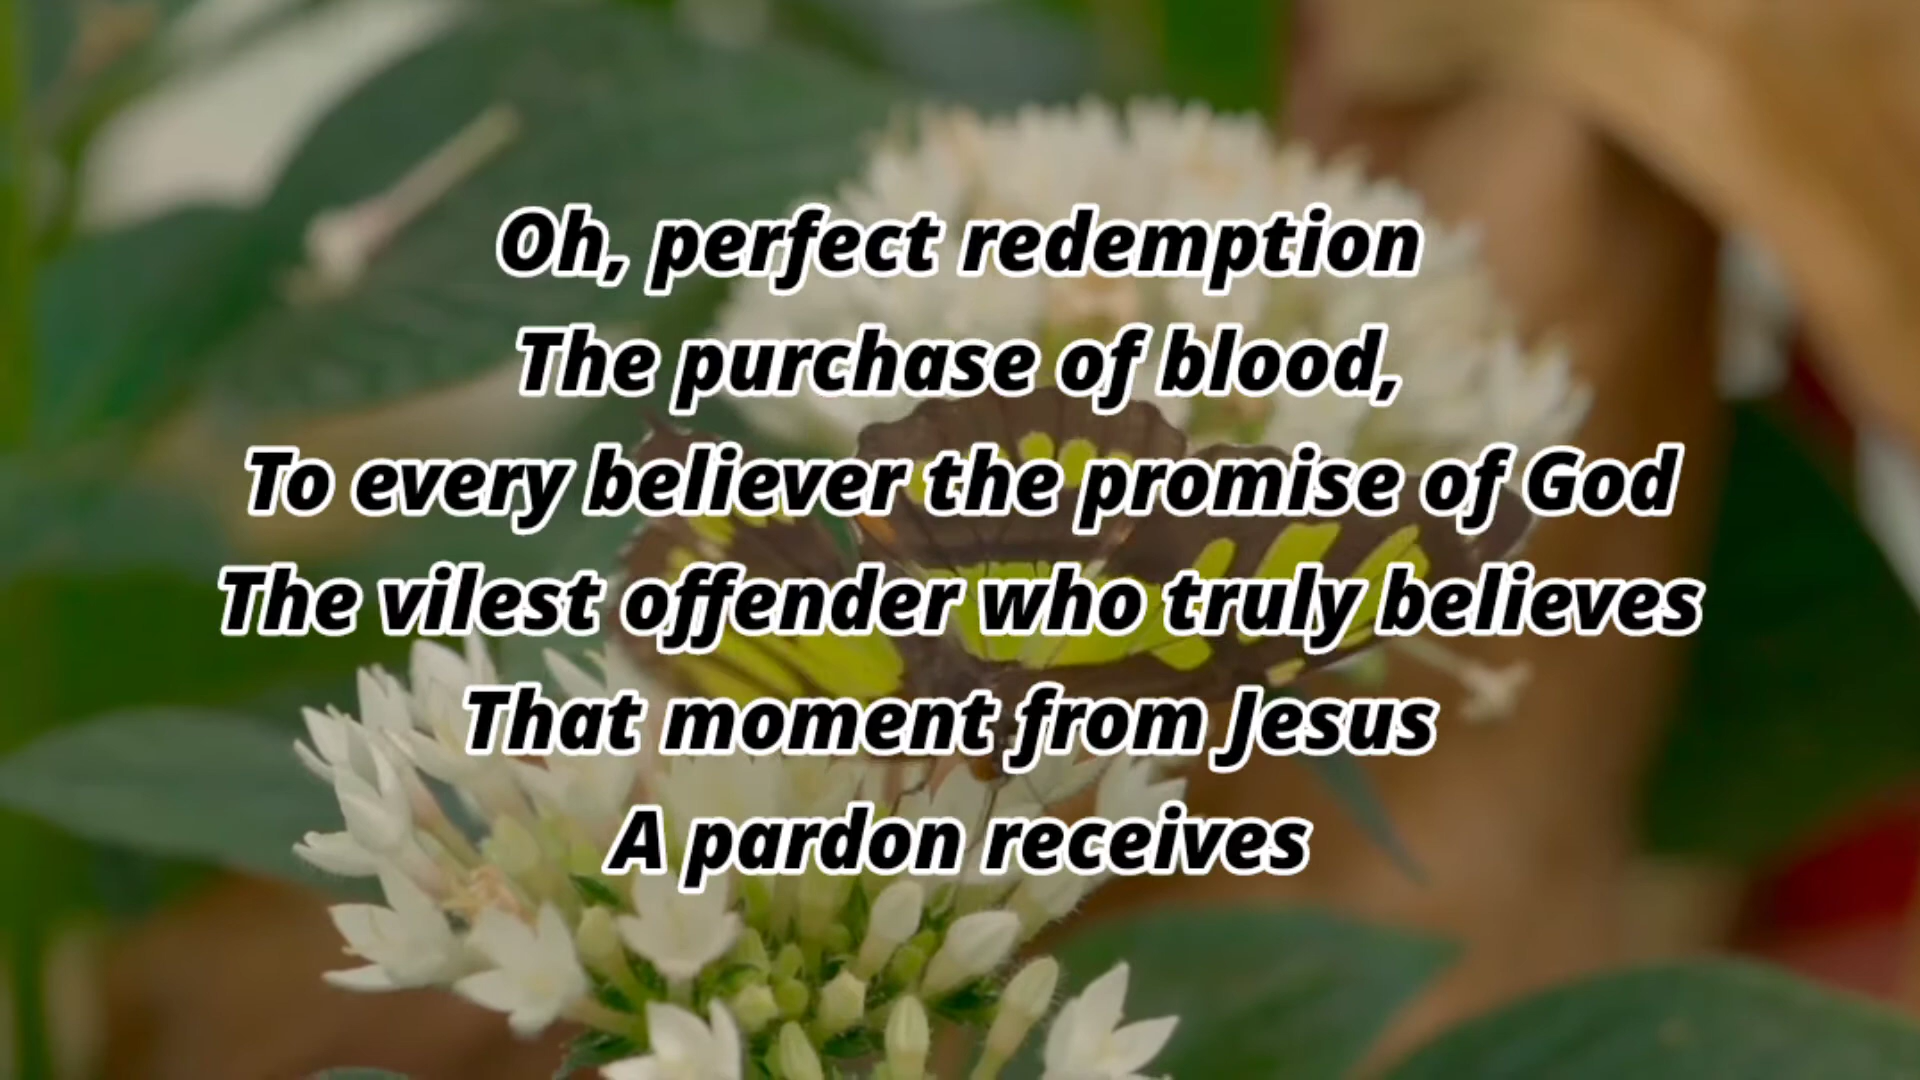 Oh, perfect redemption
The purchase of blood,
To every believer the promise of God
The vilest offender who truly believes
That moment from Jesus
A pardon receives